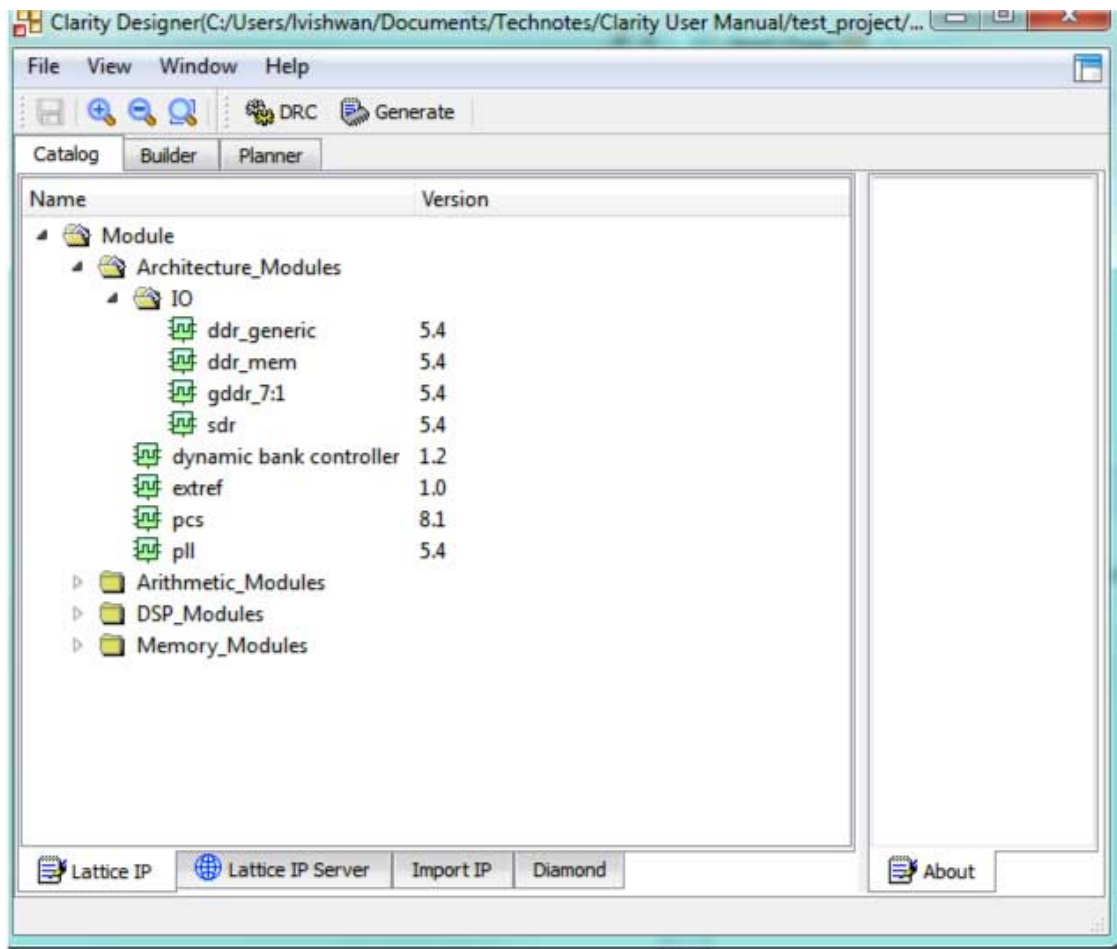 Clarity Designer(C:/Users/lvishwan/Documents/Technotes/Clarity User Manual/test_project/...
File View Window Help
DRC Generate
Catalog Builder Planner
Name Version
Module
Architecture_Modules
IO
ddr_generic 5.4
ddr_mem 5.4
gddr_7:1 5.4
sdr 5.4
dynamic bank controller 1.2
extref 1.0
pcs 8.1
pll 5.4
Arithmetic_Modules
DSP_Modules
Memory_Modules
Lattice IP Lattice IP Server Import IP Diamond About